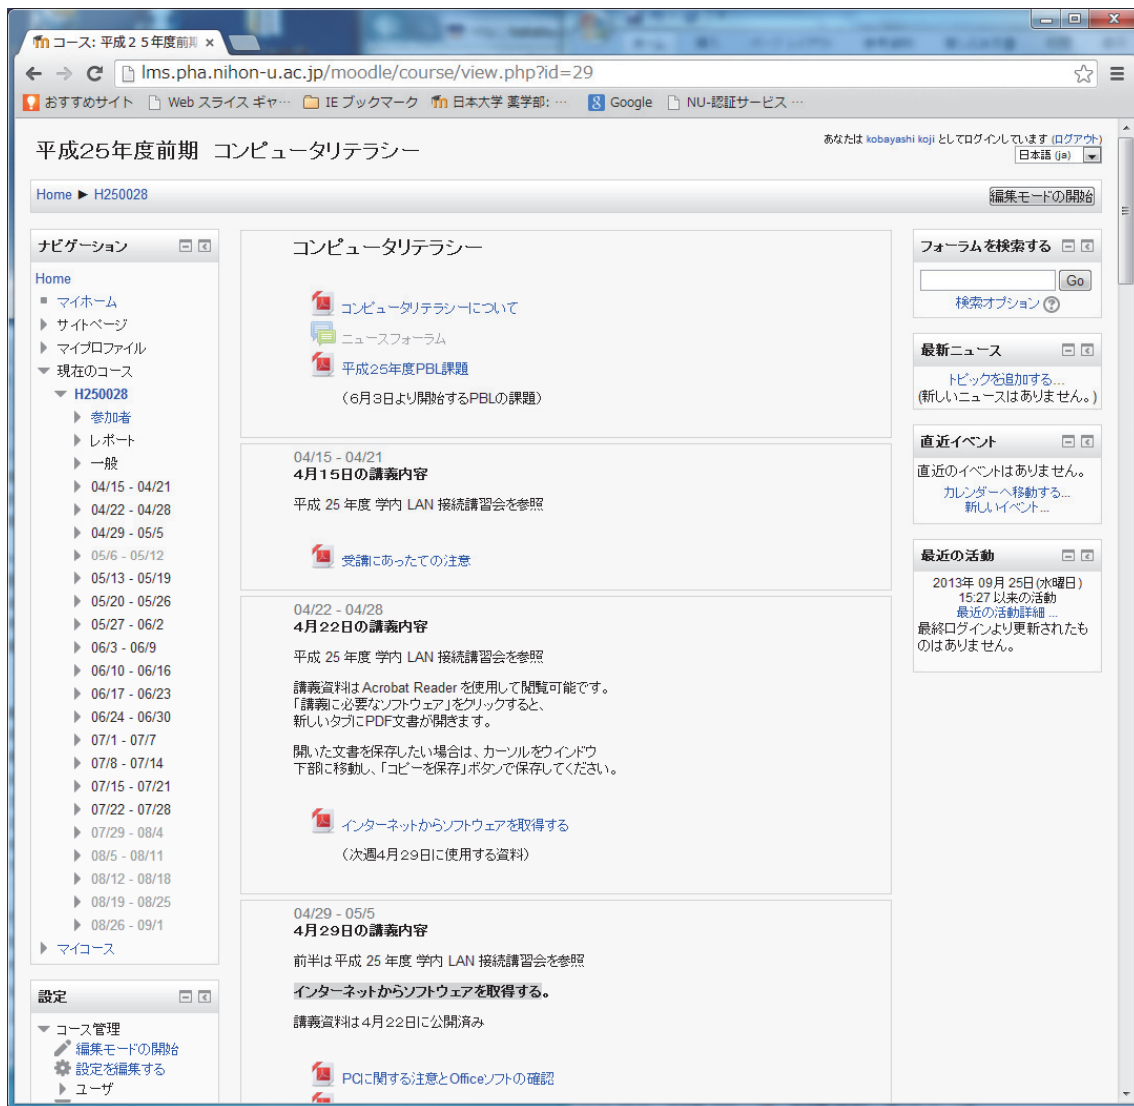 コース: 平成25年度前期
lms.pha.nihon-u.ac.jp/moodle/course/view.php?id=29
おすすめサイト Web スライス ギャ… IE ブックマーク 日本大学 薬学部: … Google NU-認証サービス …
平成25年度前期 コンピュータリテラシー
あなたは kobayashi koji としてログインしています (ログアウト)
日本語 (ja)
Home ► H250028
編集モードの開始
ナビゲーション
Home
マイホーム
サイトページ
マイプロファイル
現在のコース
H250028
参加者
レポート
一般
04/15 - 04/21
04/22 - 04/28
04/29 - 05/5
05/6 - 05/12
05/13 - 05/19
05/20 - 05/26
05/27 - 06/2
06/3 - 06/9
06/10 - 06/16
06/17 - 06/23
06/24 - 06/30
07/1 - 07/7
07/8 - 07/14
07/15 - 07/21
07/22 - 07/28
07/29 - 08/4
08/5 - 08/11
08/12 - 08/18
08/19 - 08/25
08/26 - 09/1
マイコース
設定
コース管理
編集モードの開始
設定を編集する
ユーザ
コンピュータリテラシー
コンピュータリテラシーについて
ニュースフォーラム
平成25年度PBL課題
（6月3日より開始するPBLの課題）
04/15 - 04/21
4月15日の講義内容
平成 25 年度 学内 LAN 接続講習会を参照
受講にあったての注意
04/22 - 04/28
4月22日の講義内容
平成 25 年度 学内 LAN 接続講習会を参照
講義資料はAcrobat Reader を使用して閲覧可能です。
「講義に必要なソフトウェア」をクリックすると、
新しいタブにPDF文書が開きます。
開いた文書を保存したい場合は、カーソルをウインドウ
下部に移動し、「コピーを保存」ボタンで保存してください。
インターネットからソフトウェアを取得する
（次週4月29日に使用する資料）
04/29 - 05/5
4月29日の講義内容
前半は平成 25 年度 学内 LAN 接続講習会を参照
インターネットからソフトウェアを取得する。
講義資料は4月22日に公開済み
PCに関する注意とOfficeソフトの確認
フォーラムを検索する
Go
検索オプション
最新ニュース
トピックを追加する...
(新しいニュースはありません。)
直近イベント
直近のイベントはありません。
カレンダーへ移動する...
新しいイベント...
最近の活動
2013年 09月 25日(水曜日)
15:27 以来の活動
最近の活動詳細 ...
最終ログインより更新されたも
のはありません。